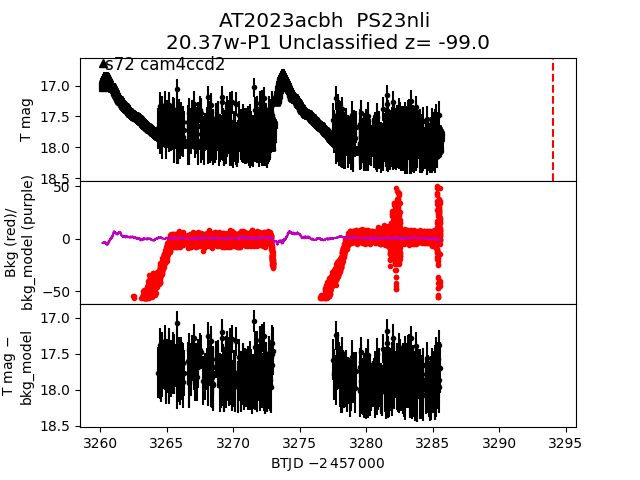 AT2023acbh PS23nli
20.37w-P1 Unclassified z= -99.0
s72 cam4ccd2
T mag
17.0
17.5
18.0
18.5
Bkg (red)/
bkg_model (purple)
50
0
−50
T mag −
bkg_model
17.0
17.5
18.0
18.5
3260 3265 3270 3275 3280 3285 3290 3295
BTJD −2 457 000